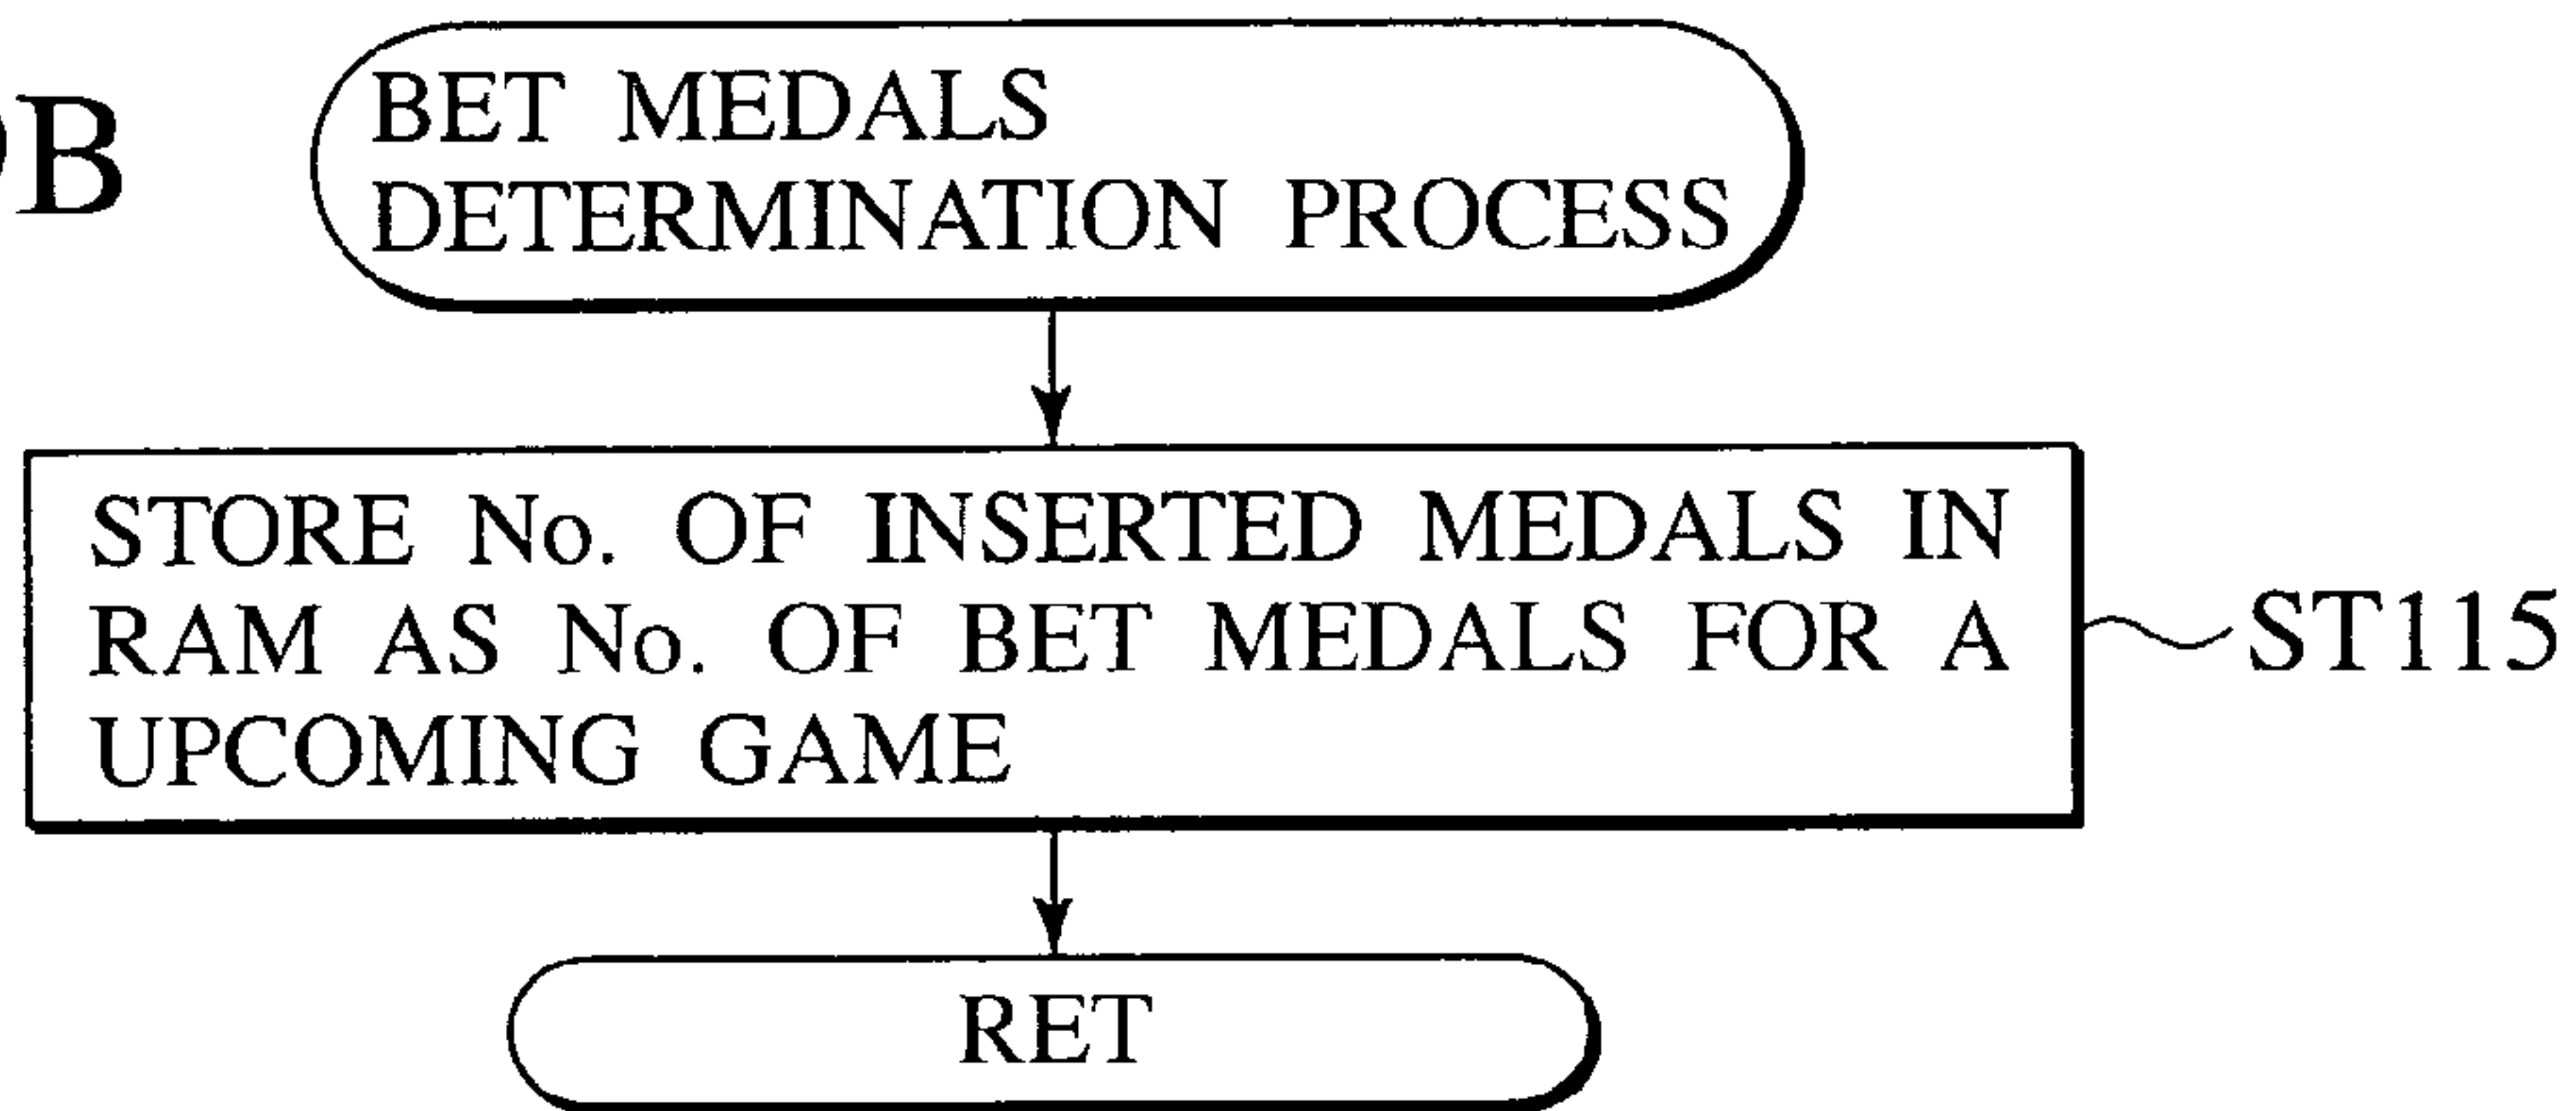 B
BET MEDALS
DETERMINATION PROCESS
STORE No. OF INSERTED MEDALS IN
RAM AS No. OF BET MEDALS FOR A
UPCOMING GAME
ST115
RET